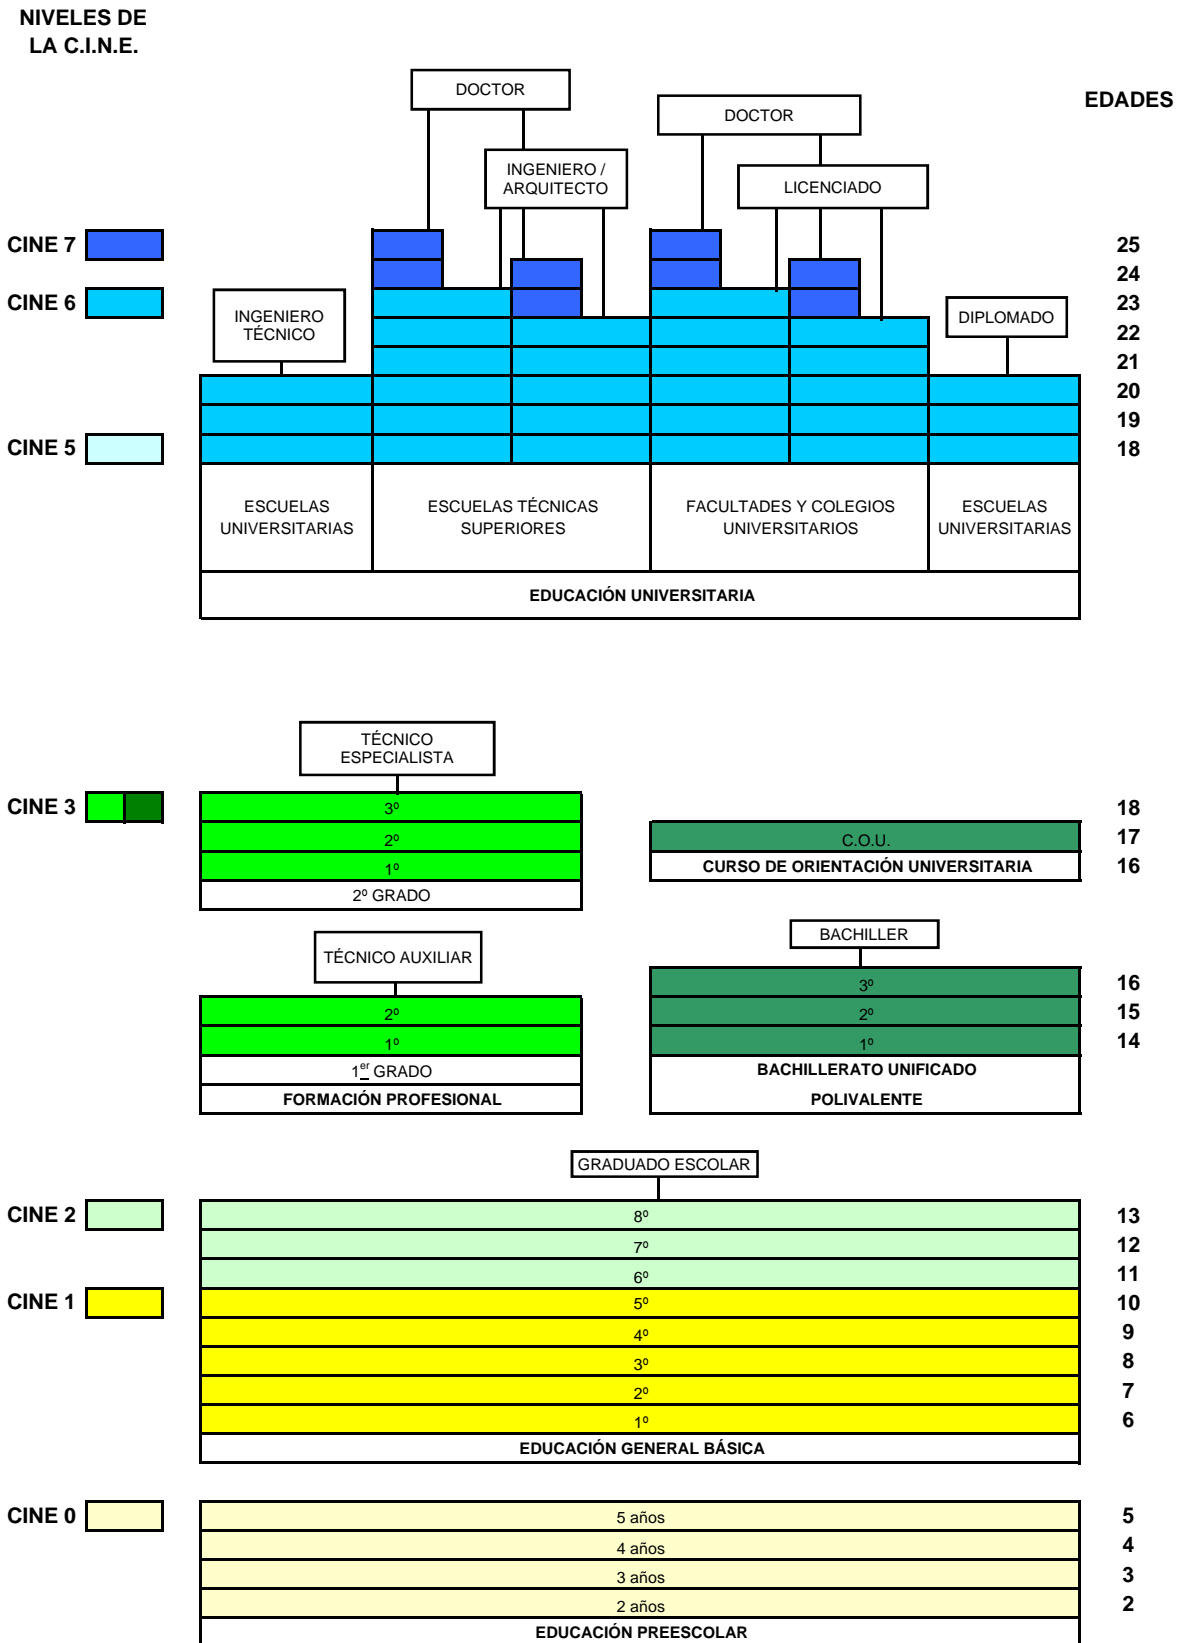 NIVELES DE
LA C.I.N.E.
DOCTOR
EDADES
DOCTOR
INGENIERO /
ARQUITECTO
LICENCIADO
CINE 7
25
24
CINE 6
23
INGENIERO
TÉCNICO
DIPLOMADO
22
21
20
19
CINE 5
18
ESCUELAS
UNIVERSITARIAS
ESCUELAS TÉCNICAS
SUPERIORES
FACULTADES Y COLEGIOS
UNIVERSITARIOS
ESCUELAS
UNIVERSITARIAS
EDUCACIÓN UNIVERSITARIA
TÉCNICO
ESPECIALISTA
CINE 3
3º
18
2º
C.O.U.
17
1º
CURSO DE ORIENTACIÓN UNIVERSITARIA
16
2º GRADO
TÉCNICO AUXILIAR
BACHILLER
3º
16
2º
2º
15
1º
1º
14
1er GRADO
BACHILLERATO UNIFICADO
FORMACIÓN PROFESIONAL
POLIVALENTE
GRADUADO ESCOLAR
CINE 2
8º
13
7º
12
6º
11
CINE 1
5º
10
4º
9
3º
8
2º
7
1º
6
EDUCACIÓN GENERAL BÁSICA
CINE 0
5 años
5
4 años
4
3 años
3
2 años
2
EDUCACIÓN PREESCOLAR